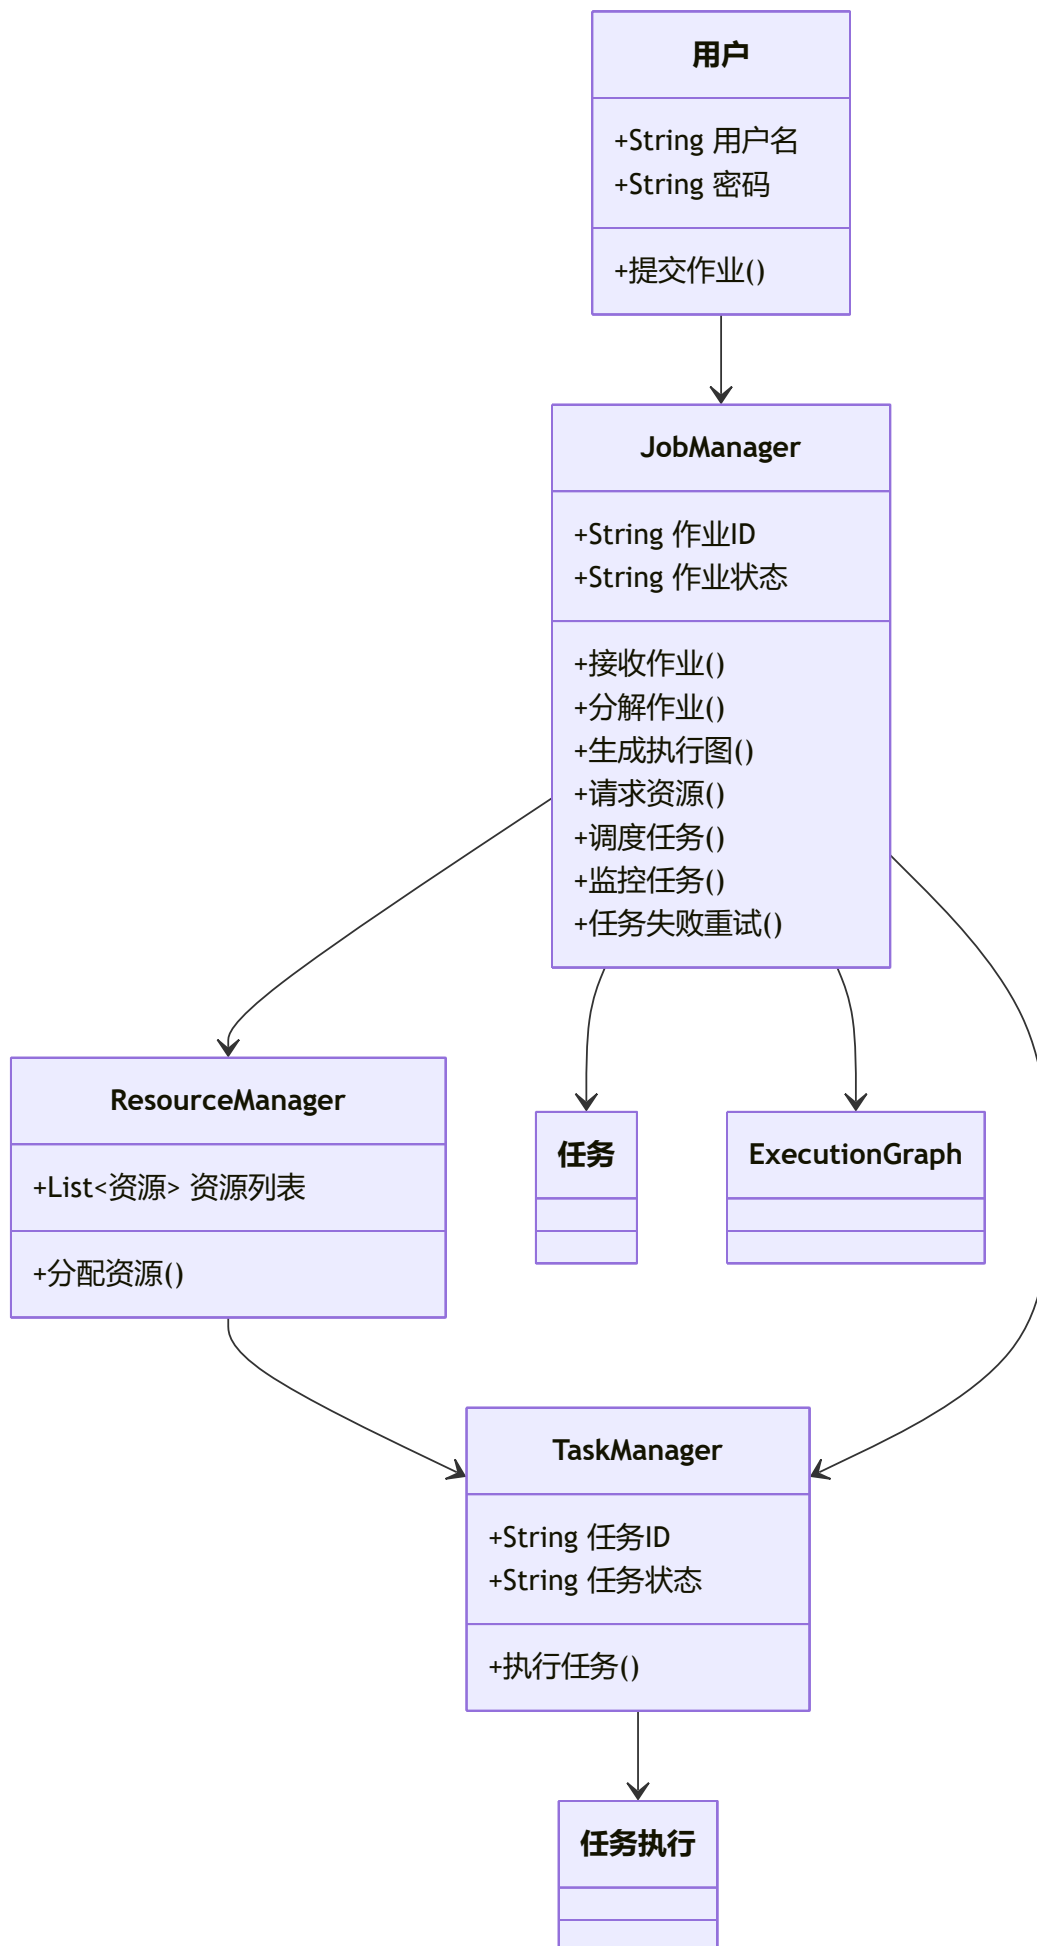 用户
+String 用户名
+String 密码
+提交作业()
JobManager
+String 作业ID
+String 作业状态
+接收作业()
+分解作业()
+生成执行图()
+请求资源()
+调度任务()
+监控任务()
+任务失败重试()
ResourceManager
+List<资源> 资源列表
+分配资源()
任务
ExecutionGraph
TaskManager
+String 任务ID
+String 任务状态
+执行任务()
任务执行